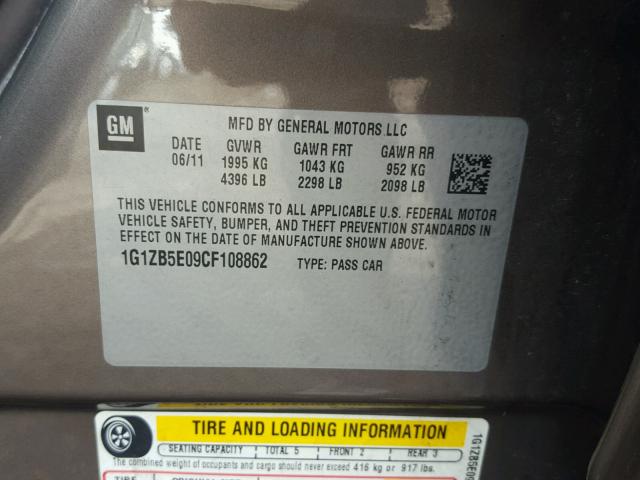 GM ®
MFD BY GENERAL MOTORS LLC
DATE GVWR GAWR FRT GAWR RR
06/11 1995 KG 1043 KG 952 KG
4396 LB 2298 LB 2098 LB
THIS VEHICLE CONFORMS TO ALL APPLICABLE U.S. FEDERAL MOTOR
VEHICLE SAFETY, BUMPER, AND THEFT PREVENTION STANDARDS
IN EFFECT ON THE DATE OF MANUFACTURE SHOWN ABOVE.
1G1ZB5E09CF108862 TYPE: PASS CAR
TIRE AND LOADING INFORMATION
SEATING CAPACITY TOTAL 5 FRONT 2 REAR 3
The combined weight of occupants and cargo should never exceed 416 kg or 917 lbs.
1G1ZB5E09